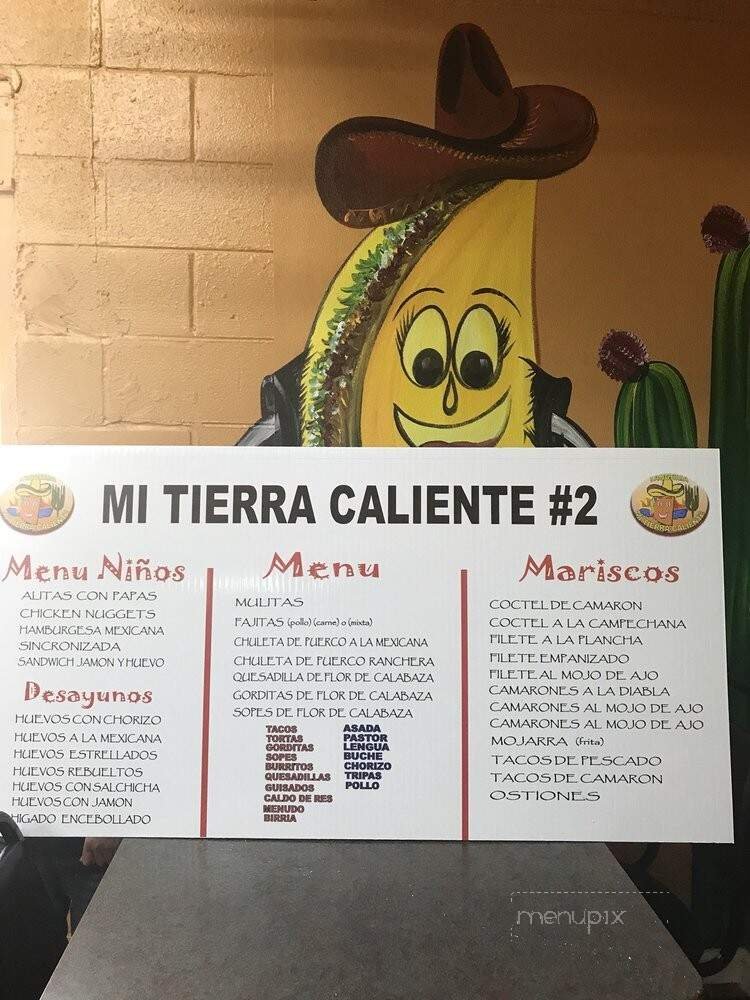 MI TIERRA CALIENTE #2
TIERRA CALIENTE
TIERRA CALIENTE
Menu Niños
ALITAS CON PAPAS
CHICKEN NUGGETS
HAMBURGESA MEXICANA
SINCRONIZADA
SANDWICH JAMON Y HUEVO
Desayunos
HUEVOS CON CHORIZO
HUEVOS A LA MEXICANA
HUEVOS ESTRELLADOS
HUEVOS REBUELTOS
HUEVOS CON SALCHICHA
HUEVOS CON JAMON
HIGADO ENCEBOLLADO
Menu
MULITAS
FAJITAS (pollo) (carne) o (mixta)
CHULETA DE PUERCO A LA MEXICANA
CHULETA DE PUERCO RANCHERA
QUESADILLA DE FLOR DE CALABAZA
GORDITAS DE FLOR DE CALABAZA
SOPES DE FLOR DE CALABAZA
TACOS
TORTAS
GORDITAS
SOPES
BURRITOS
QUESADILLAS
GUISADOS
CALDO DE RES
MENUDO
BIRRIA
ASADA
PASTOR
LENGUA
BUCHE
CHORIZO
TRIPAS
POLLO
Mariscos
COCTEL DE CAMARON
COCTEL A LA CAMPECHANA
FILETE A LA PLANCHA
FILETE EMPANIZADO
FILETE AL MOJO DE AJO
CAMARONES A LA DIABLA
CAMARONES AL MOJO DE AJO
CAMARONES AL MOJO DE AJO
MOJARRA (frita)
TACOS DE PESCADO
TACOS DE CAMARON
OSTIONES
menupix